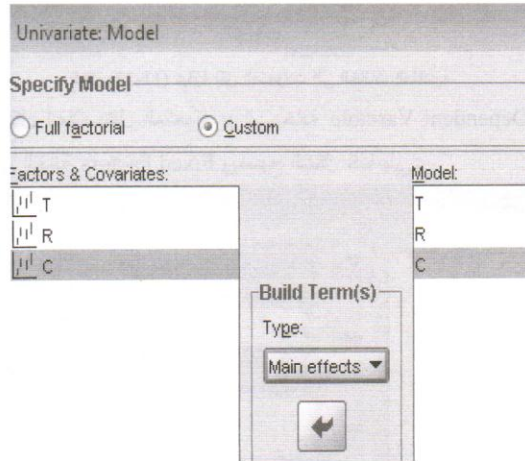 Univariate: Model
Specify Model
Full factorial
Custom
Factors & Covariates:
T
R
C
Build Term(s)
Type:
Main effects
Model:
T
R
C